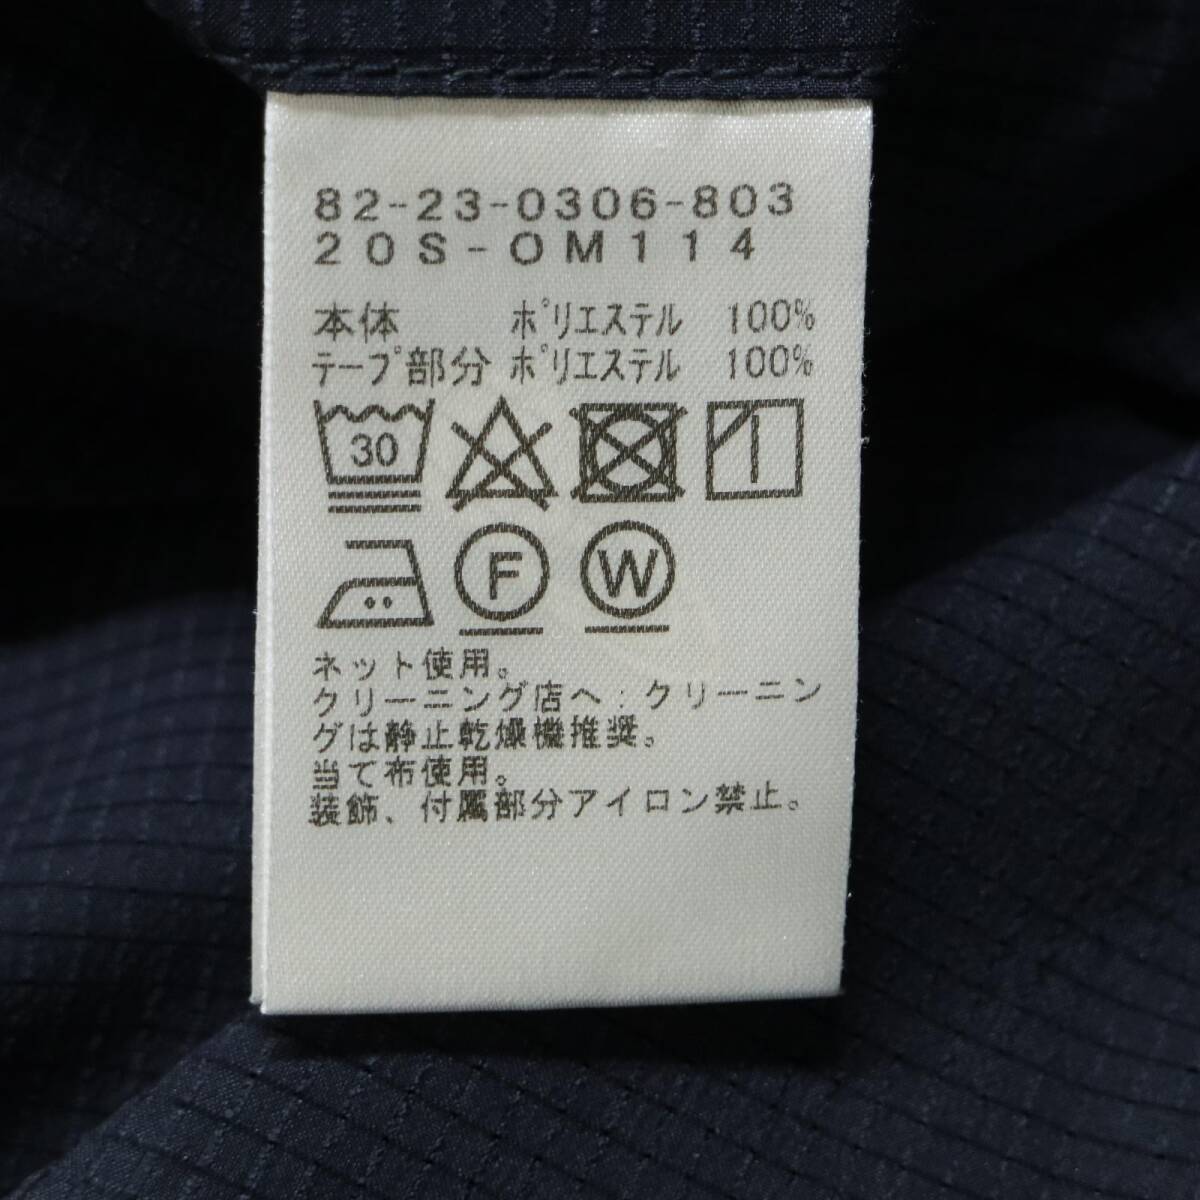 82-23-0306-803
20S-OM114
本体 ポリエステル 100%
テープ部分 ポリエステル 100%
30
F W
ネット使用。
クリーニング店へ:クリーニン
グは静止乾燥機推奨。
当て布使用。
装飾、付属部分アイロン禁止。